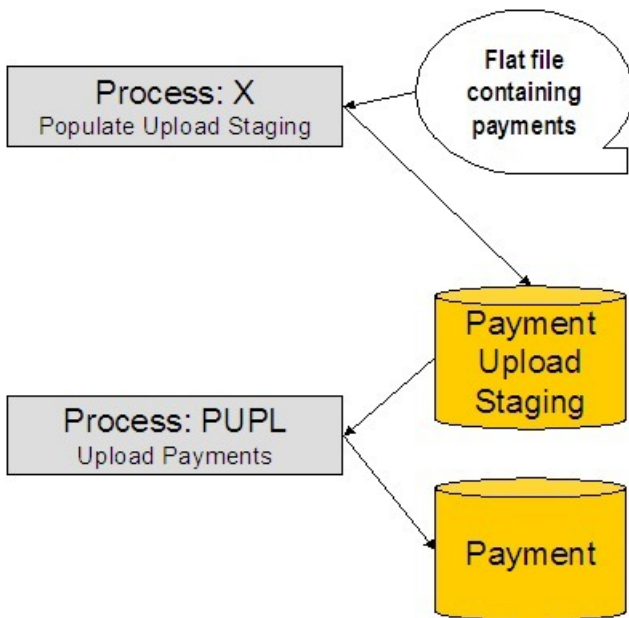 Process: X
Populate Upload Staging
Flat file
containing
payments
Payment
Upload
Staging
Process: PUPL
Upload Payments
Payment